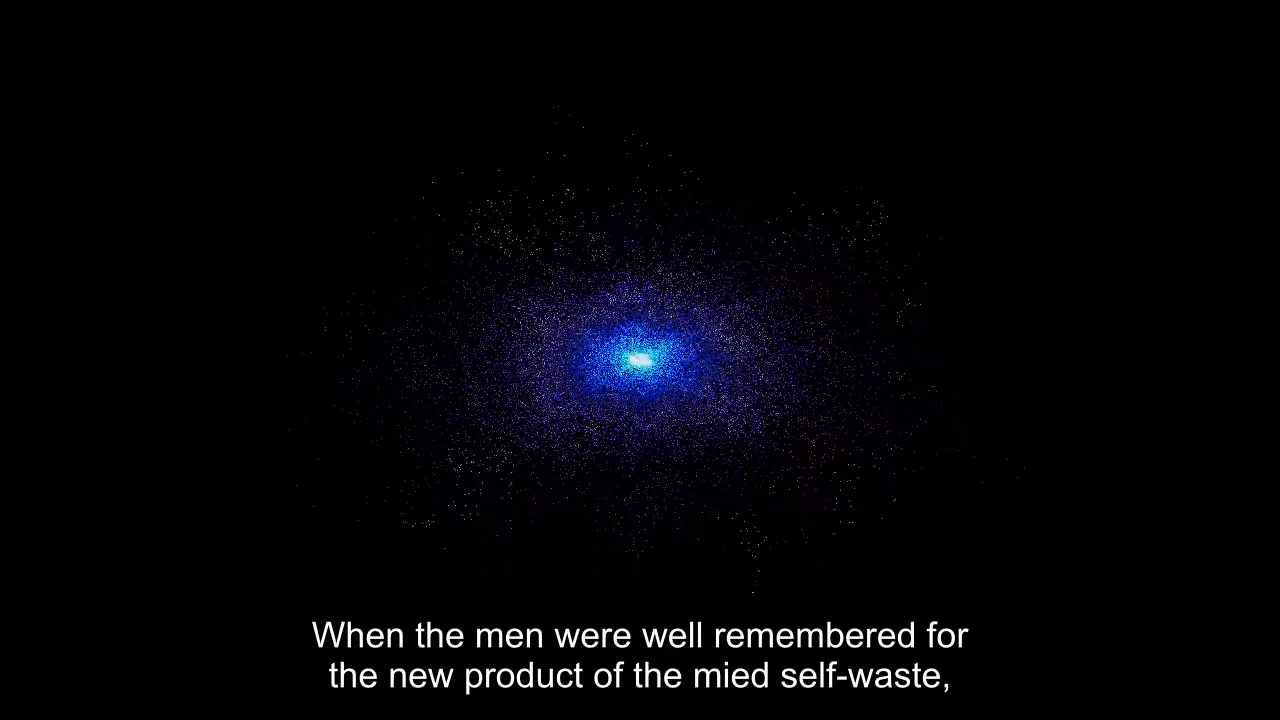 When the men were well remembered for
the new product of the mied self-waste,